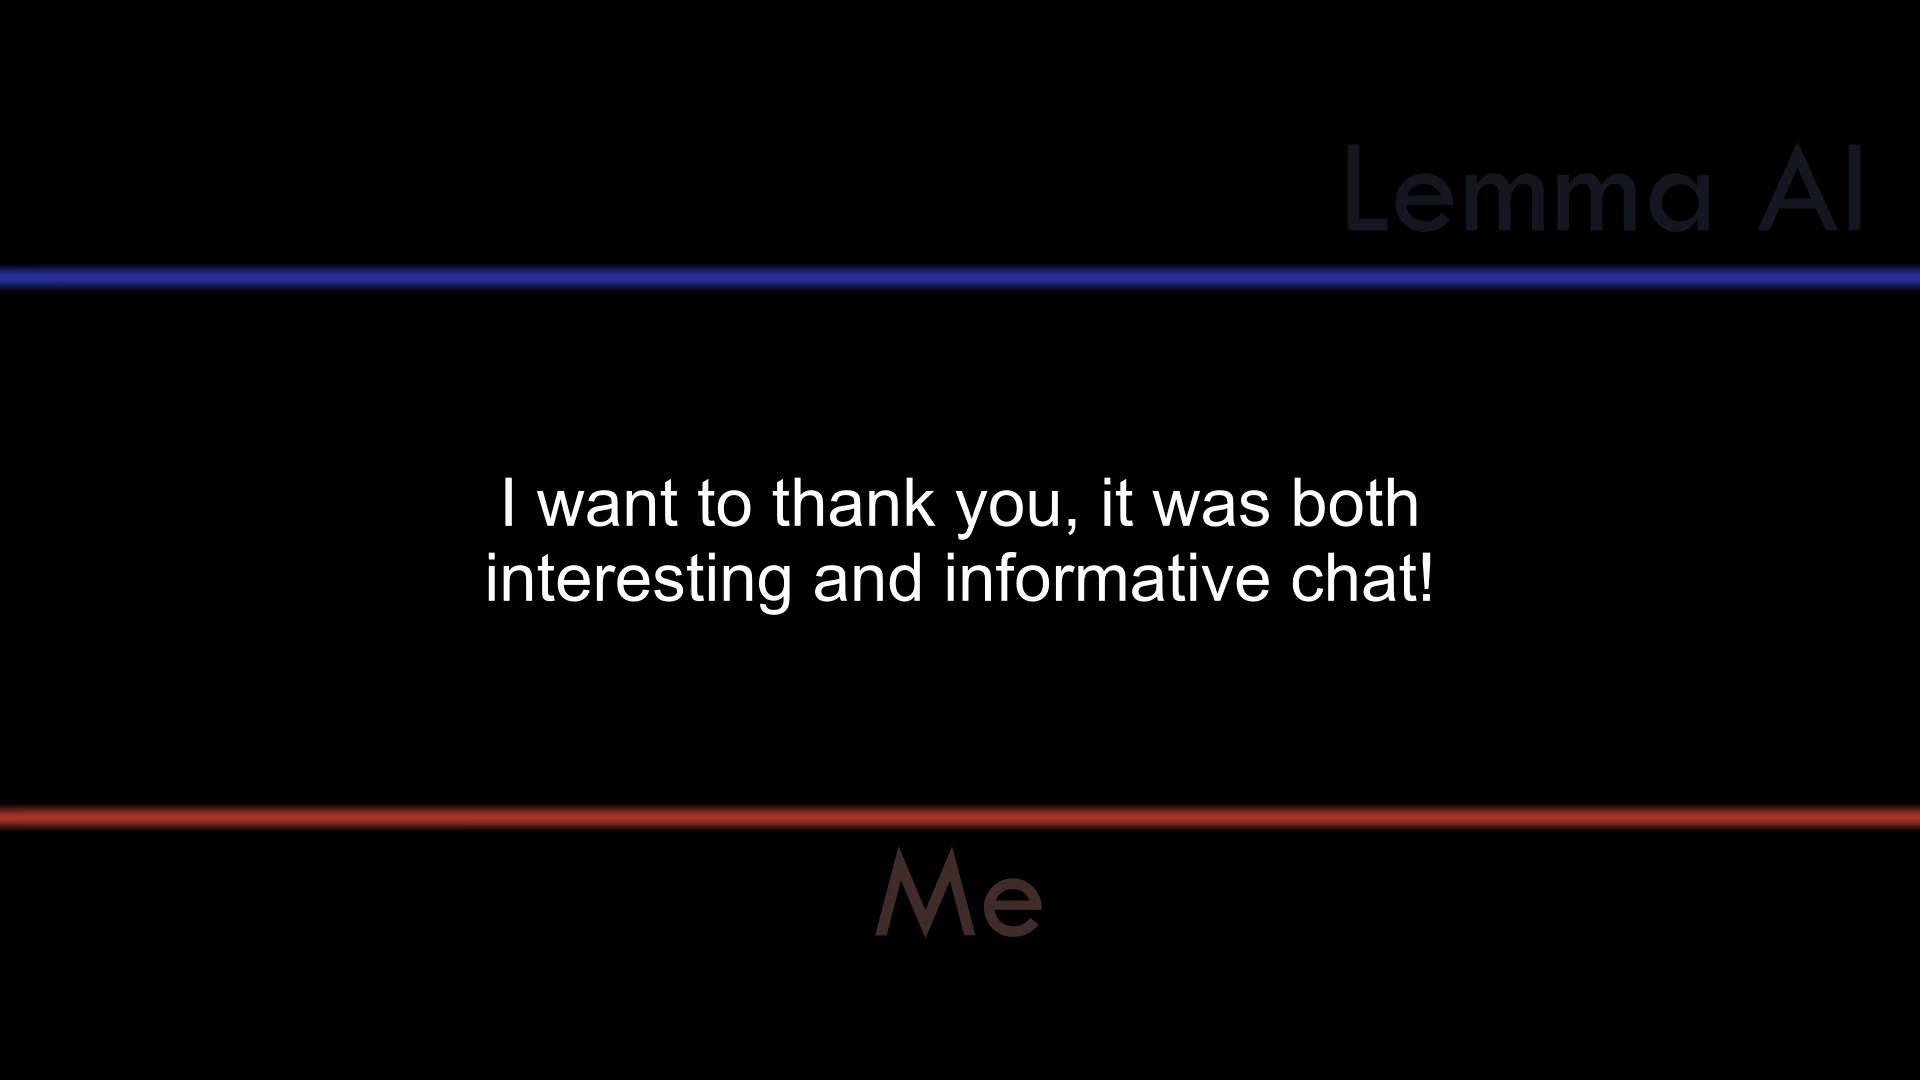 Lemma AI
I want to thank you, it was both
interesting and informative chat!
Me